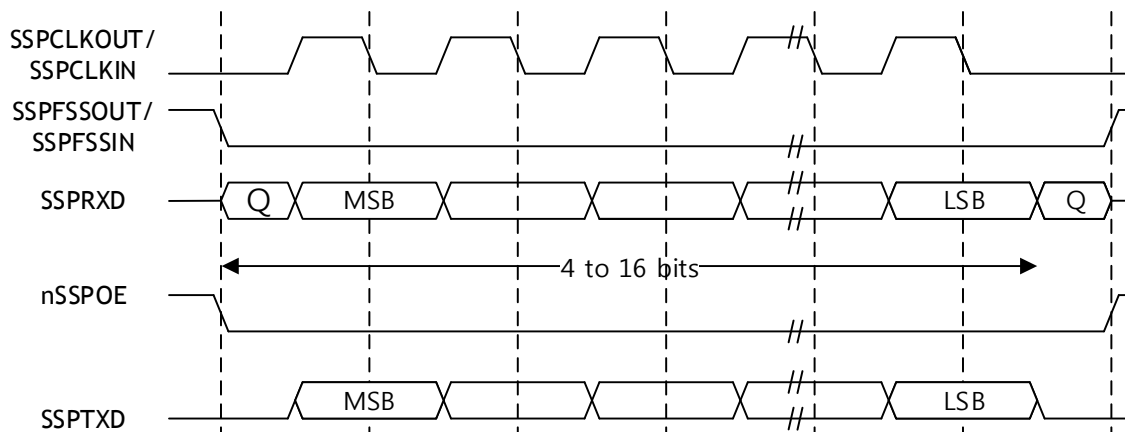 SSPCLKOUT/
SSPCLKIN
SSPFSSOUT/
SSPFSSIN
SSPRXD Q MSB LSB Q
4 to 16 bits
nSSPOE
SSPTXD MSB LSB